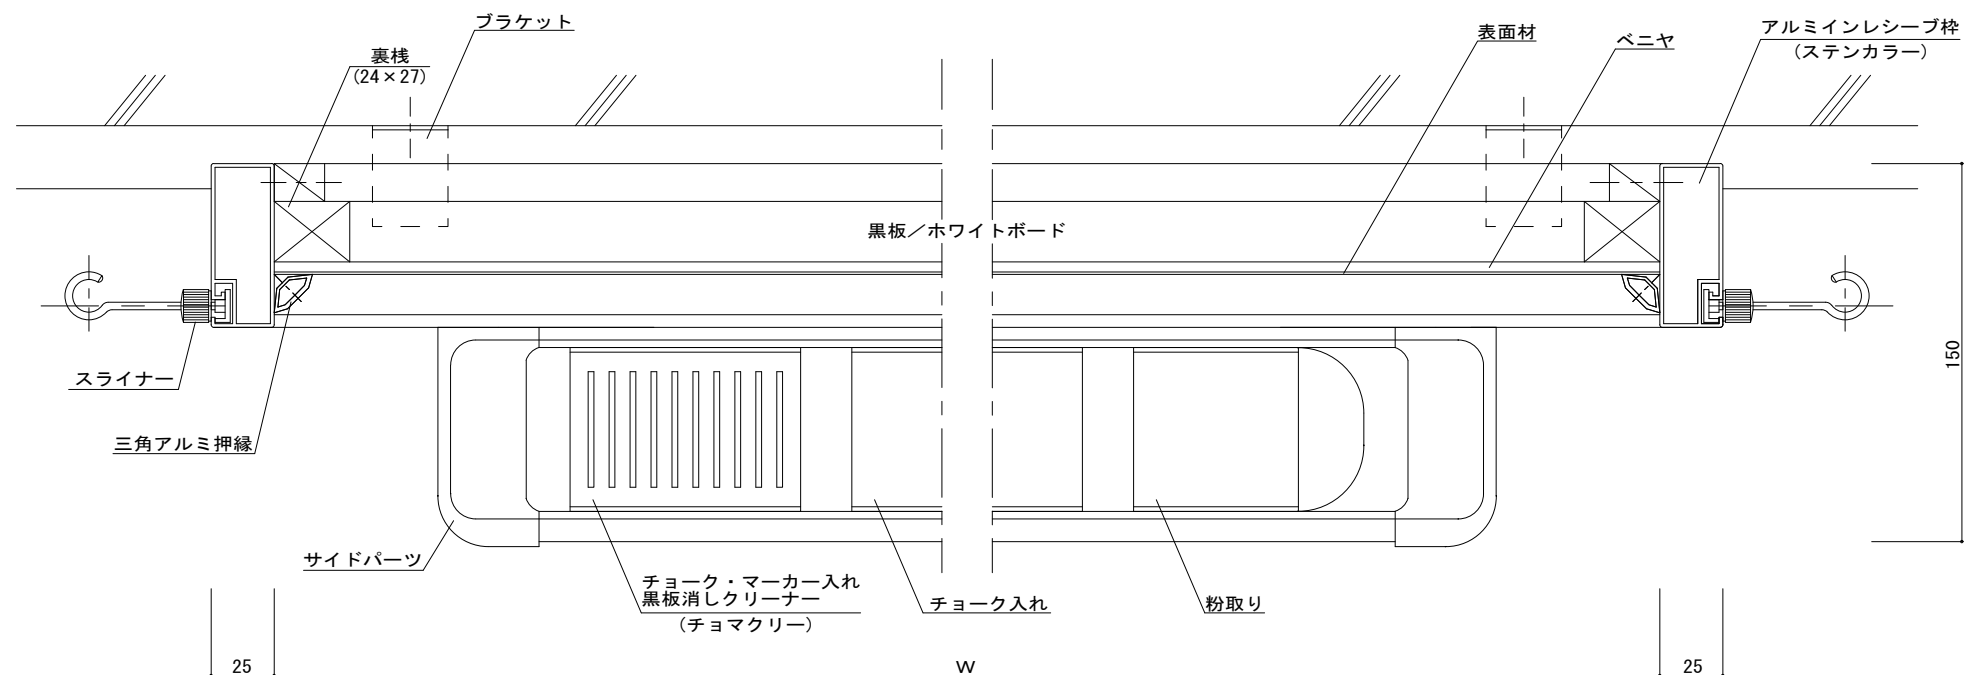 ブラケット
裏桟
(24×27)
表面材
ベニヤ
アルミインレシーブ枠
(ステンカラー)
黒板／ホワイトボード
150
スライナー
三角アルミ押縁
サイドパーツ
チョーク・マーカー入れ
黒板消しクリーナー
(チョマクリー)
チョーク入れ
粉取り
25
W
25